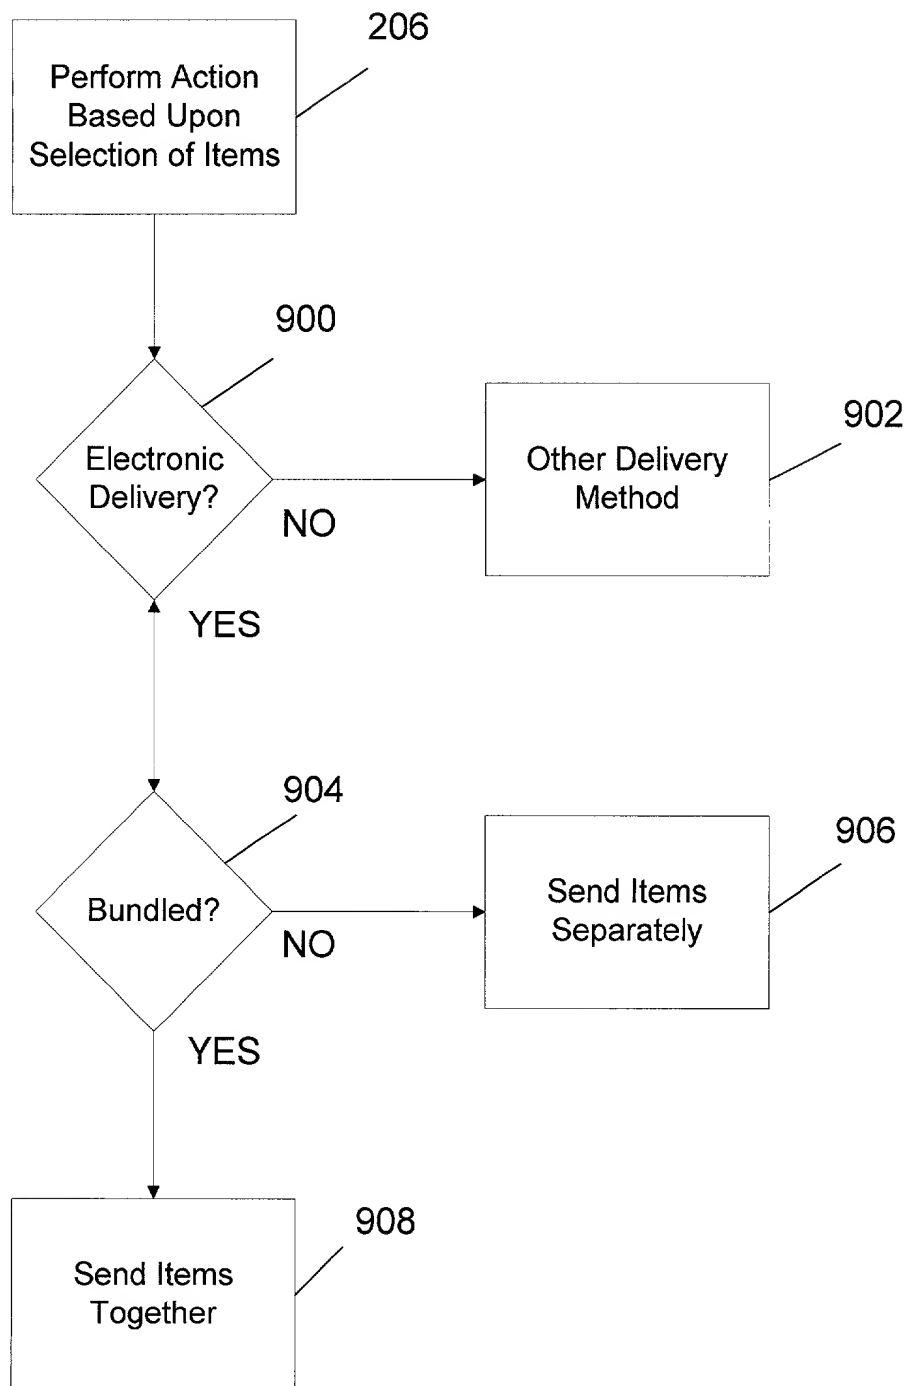 206
Perform Action
Based Upon
Selection of Items
900
Electronic
Delivery?
NO
YES
902
Other Delivery
Method
904
Bundled?
NO
YES
906
Send Items
Separately
908
Send Items
Together